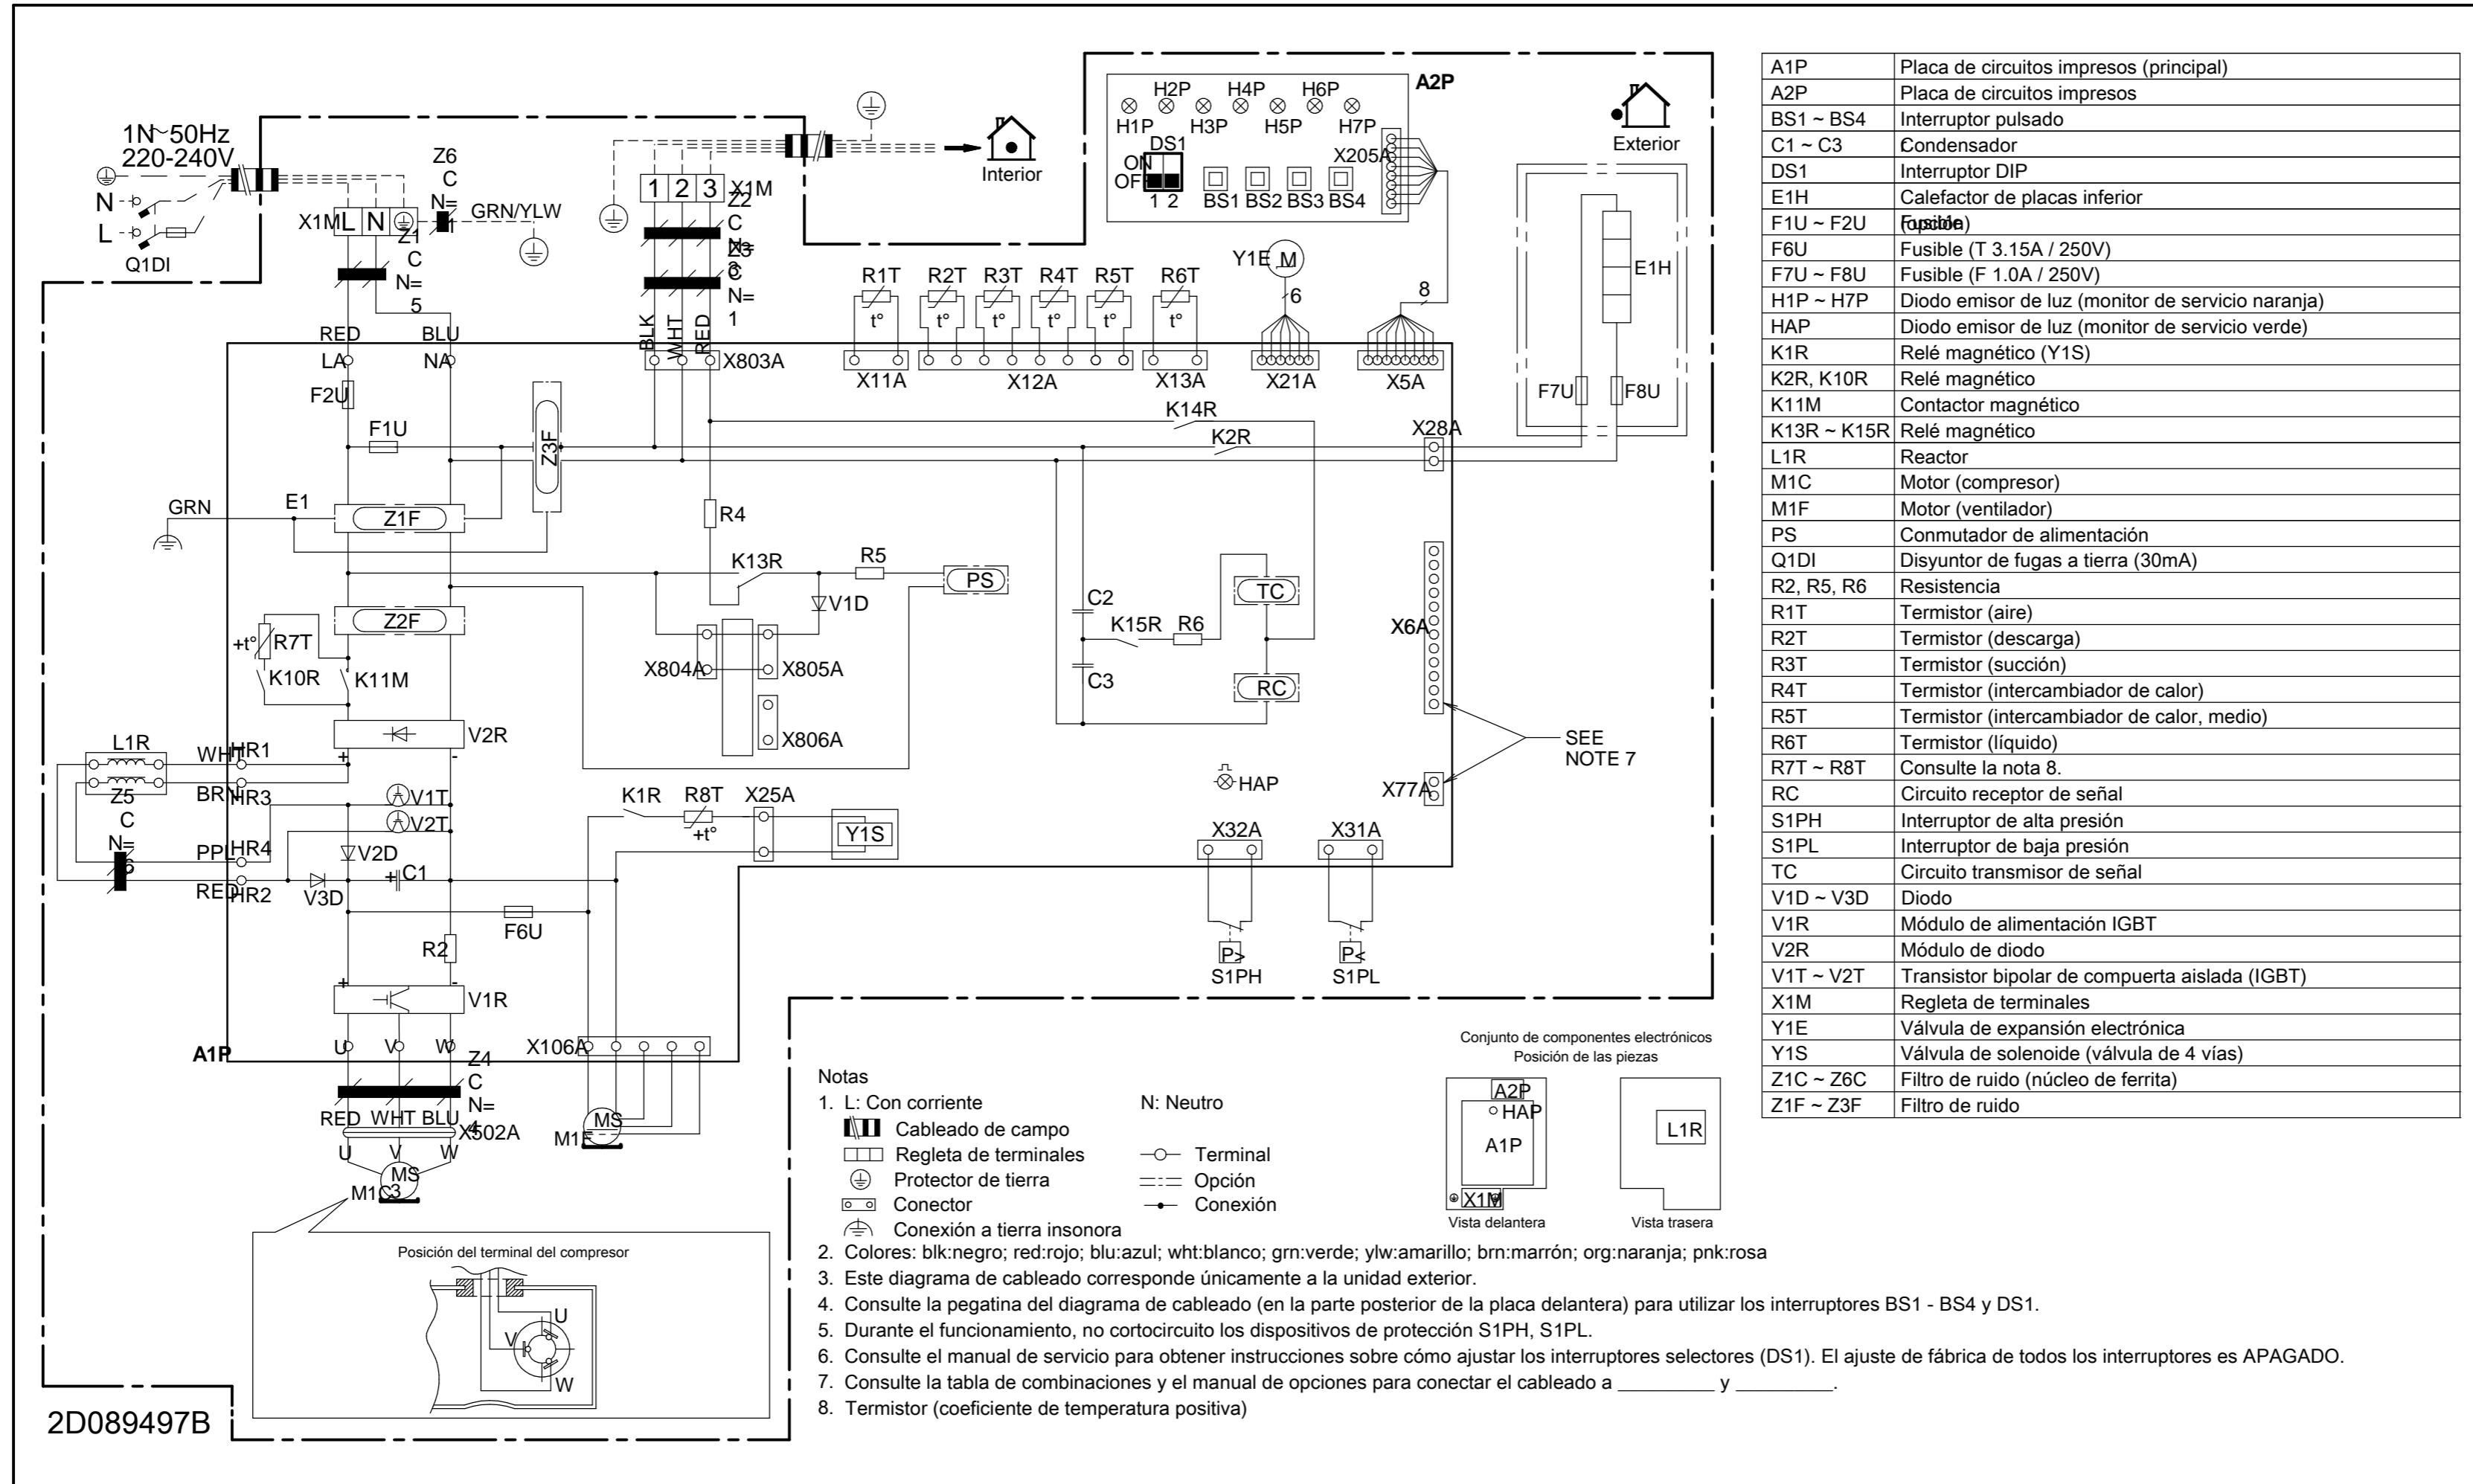 A2P
H2P H4P H6P
H1P H3P H5P H7P
DS1
ON
OFF
1 2
X205A
BS1 BS2 BS3 BS4
Exterior
Interior
1N~50Hz
220-240V
N
L
Q1DI
Z6
C
N=
1
GRN/YLW
X1M
L N
Z1
C
N=
5
1 2 3
X1M
Z2
C
N=
3
Z3
C
N=
1
RED
BLU
BLK
WHT
RED
LA
NA
X803A
R1T R2T R3T R4T R5T R6T
t° t° t° t° t° t°
X11A X12A X13A
Y1E M
6
X21A
8
X5A
E1H
F7U
F8U
X28A
F2U
F1U
Z3F
K14R
K2R
GRN
E1
Z1F
R4
K13R
R5
PS
V1D
Z2F
+t° R7T
K10R
K11M
X804A
X805A
X806A
C2
K15R R6
C3
TC
RC
X6A
SEE
NOTE 7
X77A
HAP
V2R
+ -
L1R
WHT HR1
BRN HR3
Z5
C
N=
6
PPL HR4
RED HR2
V1T
V2T
V2D
V3D
+ C1
K1R R8T X25A
+t°
Y1S
F6U
R2
X32A
X31A
P>
S1PH
P<
S1PL
+ -
V1R
A1P
U V W
X106A
Z4
C
N=
4
RED WHT BLU
X502A
U V W
MS
3
M1C
MS
M1F
Posición del terminal del compresor
U
V
W
2D089497B
A1P Placa de circuitos impresos (principal)
A2P Placa de circuitos impresos
BS1 ~ BS4 Interruptor pulsado
C1 ~ C3 Condensador
DS1 Interruptor DIP
E1H Calefactor de placas inferior
(opción)
F1U ~ F2U Fusible
F6U Fusible (T 3.15A / 250V)
F7U ~ F8U Fusible (F 1.0A / 250V)
H1P ~ H7P Diodo emisor de luz (monitor de servicio naranja)
HAP Diodo emisor de luz (monitor de servicio verde)
K1R Relé magnético (Y1S)
K2R, K10R Relé magnético
K11M Contactor magnético
K13R ~ K15R Relé magnético
L1R Reactor
M1C Motor (compresor)
M1F Motor (ventilador)
PS Conmutador de alimentación
Q1DI Disyuntor de fugas a tierra (30mA)
R2, R5, R6 Resistencia
R1T Termistor (aire)
R2T Termistor (descarga)
R3T Termistor (succión)
R4T Termistor (intercambiador de calor)
R5T Termistor (intercambiador de calor, medio)
R6T Termistor (líquido)
R7T ~ R8T Consulte la nota 8.
RC Circuito receptor de señal
S1PH Interruptor de alta presión
S1PL Interruptor de baja presión
TC Circuito transmisor de señal
V1D ~ V3D Diodo
V1R Módulo de alimentación IGBT
V2R Módulo de diodo
V1T ~ V2T Transistor bipolar de compuerta aislada (IGBT)
X1M Regleta de terminales
Y1E Válvula de expansión electrónica
Y1S Válvula de solenoide (válvula de 4 vías)
Z1C ~ Z6C Filtro de ruido (núcleo de ferrita)
Z1F ~ Z3F Filtro de ruido
Conjunto de componentes electrónicos
Posición de las piezas
A2P
HAP
A1P
X1M
Vista delantera
L1R
Vista trasera
Notas
1. L: Con corriente N: Neutro
Cableado de campo
Regleta de terminales Terminal
Protector de tierra Opción
Conector Conexión
Conexión a tierra insonora
2. Colores: blk:negro; red:rojo; blu:azul; wht:blanco; grn:verde; ylw:amarillo; brn:marrón; org:naranja; pnk:rosa
3. Este diagrama de cableado corresponde únicamente a la unidad exterior.
4. Consulte la pegatina del diagrama de cableado (en la parte posterior de la placa delantera) para utilizar los interruptores BS1 - BS4 y DS1.
5. Durante el funcionamiento, no cortocircuito los dispositivos de protección S1PH, S1PL.
6. Consulte el manual de servicio para obtener instrucciones sobre cómo ajustar los interruptores selectores (DS1). El ajuste de fábrica de todos los interruptores es APAGADO.
7. Consulte la tabla de combinaciones y el manual de opciones para conectar el cableado a _________ y _________.
8. Termistor (coeficiente de temperatura positiva)